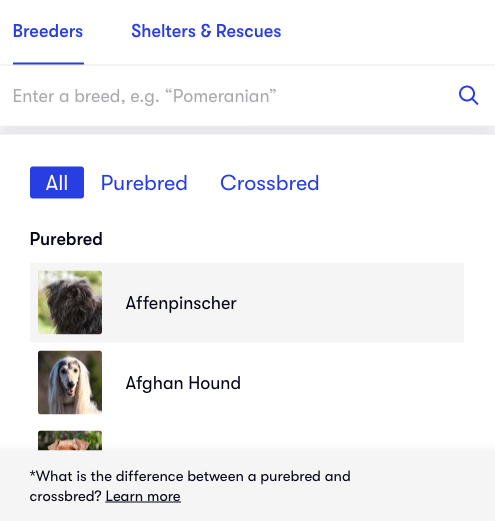 Breeders
Shelters & Rescues
Enter a breed, e.g. “Pomeranian”
All
Purebred
Crossbred
Purebred
Affenpinscher
Afghan Hound
*What is the difference between a purebred and
crossbred? Learn more